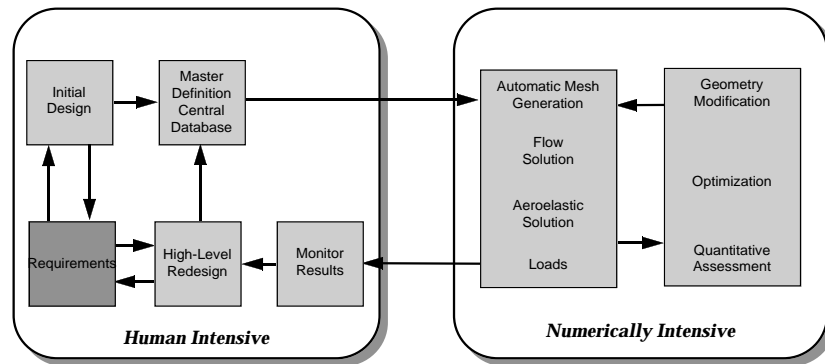 Initial
Design
Master
Definition
Central
Database
Requirements
High-Level
Redesign
Monitor
Results
Human Intensive
Automatic Mesh
Generation
Flow
Solution
Aeroelastic
Solution
Loads
Geometry
Modification
Optimization
Quantitative
Assessment
Numerically Intensive